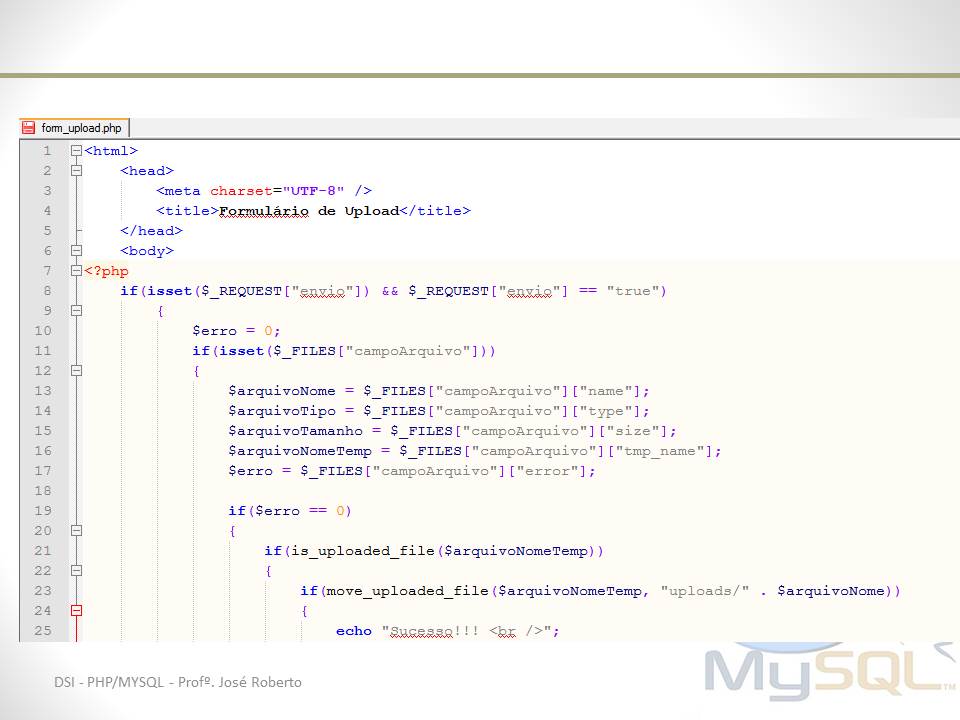 form_upload.php
1 <html>
2 <head>
3 <meta charset="UTF-8" />
4 <title>Formulário de Upload</title>
5 </head>
6 <body>
7 <?php
8 if(isset($_REQUEST["envio"]) && $_REQUEST["envio"] == "true")
9 {
10 $erro = 0;
11 if(isset($_FILES["campoArquivo"]))
12 {
13 $arquivoNome = $_FILES["campoArquivo"]["name"];
14 $arquivoTipo = $_FILES["campoArquivo"]["type"];
15 $arquivoTamanho = $_FILES["campoArquivo"]["size"];
16 $arquivoNomeTemp = $_FILES["campoArquivo"]["tmp_name"];
17 $erro = $_FILES["campoArquivo"]["error"];
18
19 if($erro == 0)
20 {
21 if(is_uploaded_file($arquivoNomeTemp))
22 {
23 if(move_uploaded_file($arquivoNomeTemp, "uploads/" . $arquivoNome))
24 {
25 echo "Sucesso!!! <br />";
DSI - PHP/MYSQL - Profº. José Roberto
MySQL TM